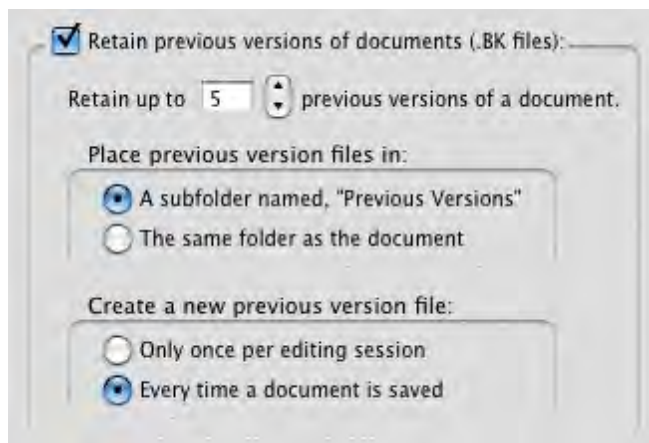 Retain previous versions of documents (.BK files):
Retain up to 5 previous versions of a document.
Place previous version files in:
A subfolder named, "Previous Versions"
The same folder as the document
Create a new previous version file:
Only once per editing session
Every time a document is saved